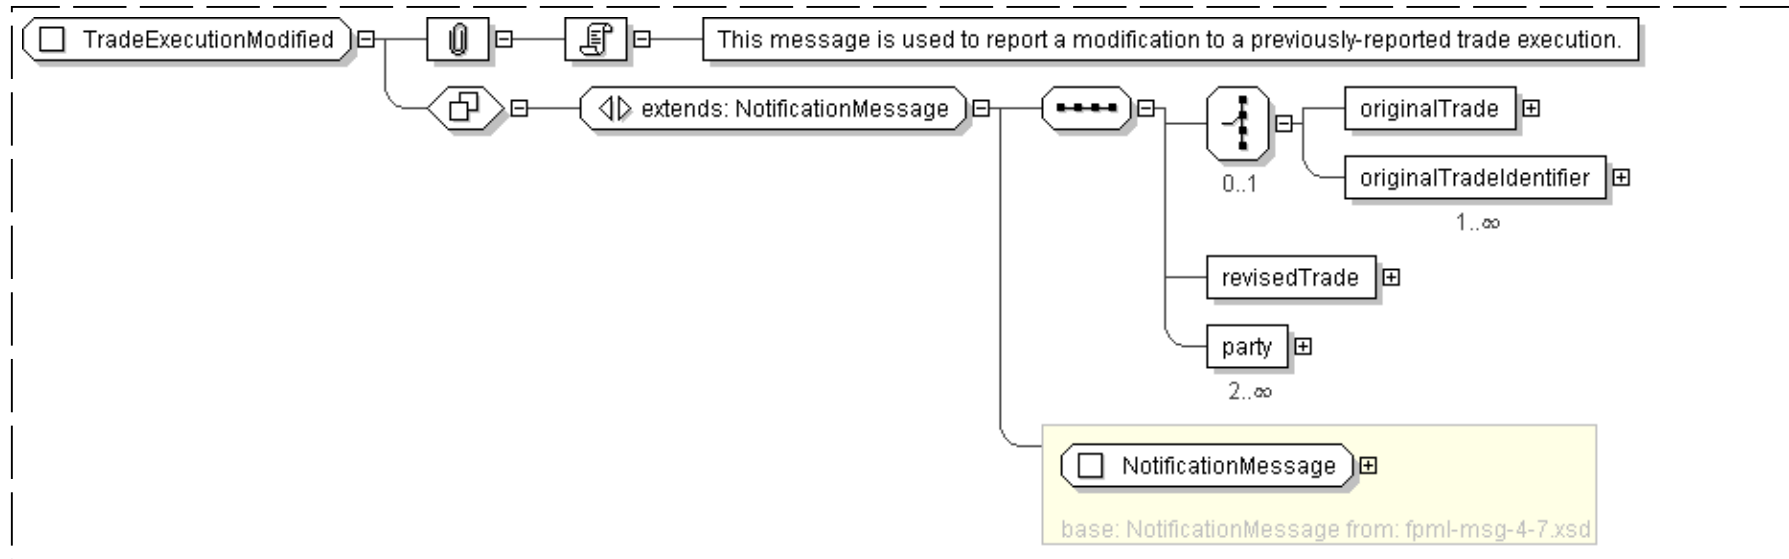 TradeExecutionModified
This message is used to report a modification to a previously-reported trade execution.
extends: NotificationMessage
originalTrade
0..1
originalTradeIdentifier
1..∞
revisedTrade
party
2..∞
NotificationMessage
base: NotificationMessage from: fpml-msg-4-7.xsd